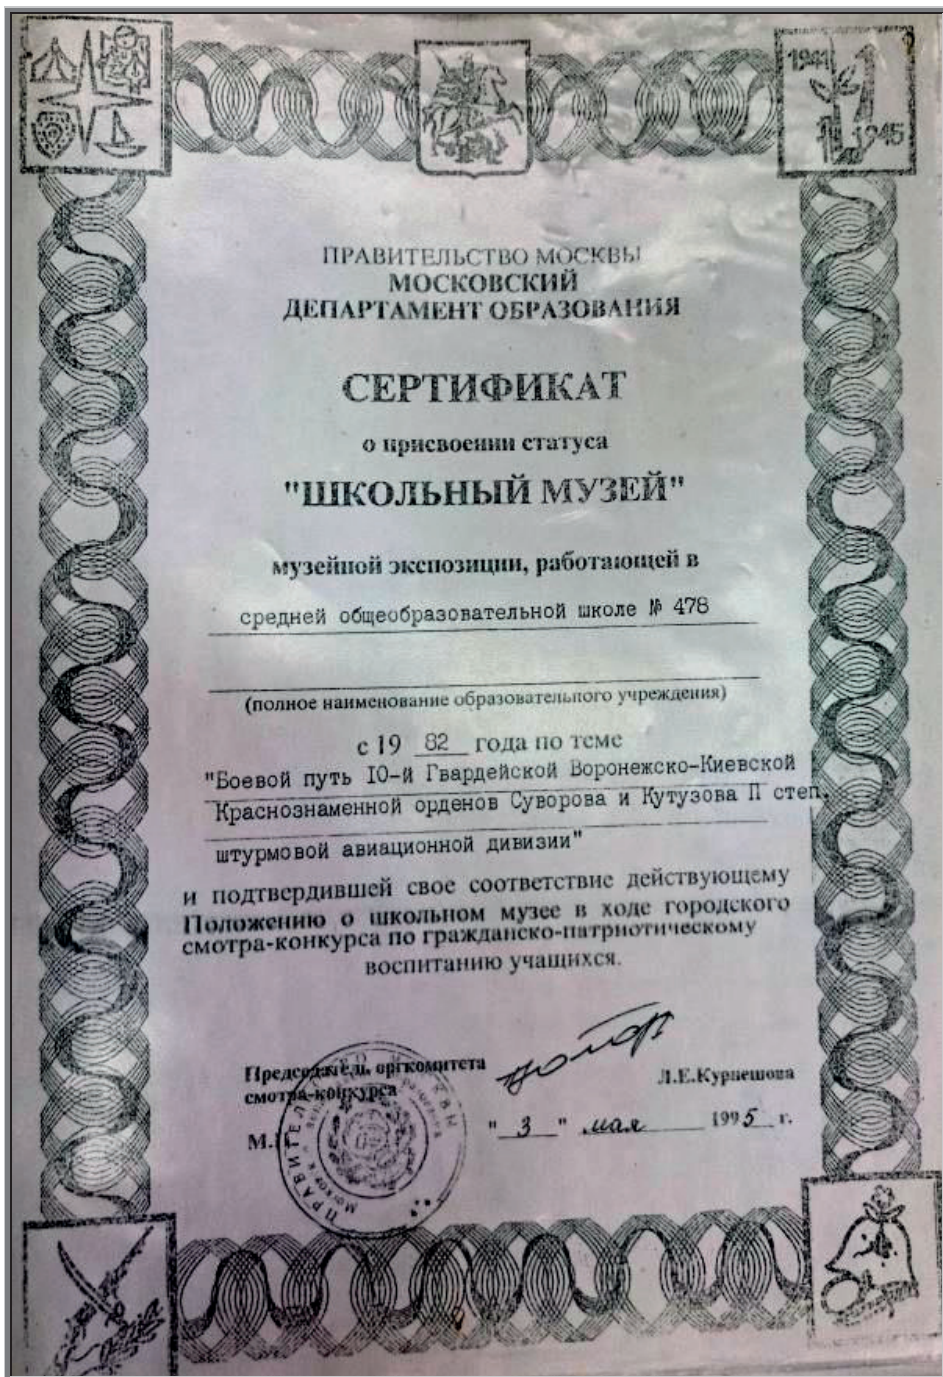 1941
1945
ПРАВИТЕЛЬСТВО МОСКВЫ
МОСКОВСКИЙ
ДЕПАРТАМЕНТ ОБРАЗОВАНИЯ
СЕРТИФИКАТ
о присвоении статуса
"ШКОЛЬНЫЙ МУЗЕЙ"
музейной экспозиции, работающей в
средней общеобразовательной школе № 478
(полное наименование образовательного учреждения)
с 19 82 года по теме
"Боевой путь IO-й Гвардейской Воронежско-Киевской
Краснознаменной орденов Суворова и Кутузова П степ.
штурмовой авиационной дивизии"
и подтвердившей свое соответствие действующему
Положению о школьном музее в ходе городского
смотра-конкурса по гражданско-патриотическому
воспитанию учащихся.
Председатель оргкомитета
смотра-конкурса
Л.Е.Курнешова
"3" мая 1995 г.
М.
ПРАВИТЕЛЬСТВО МОСКВЫ